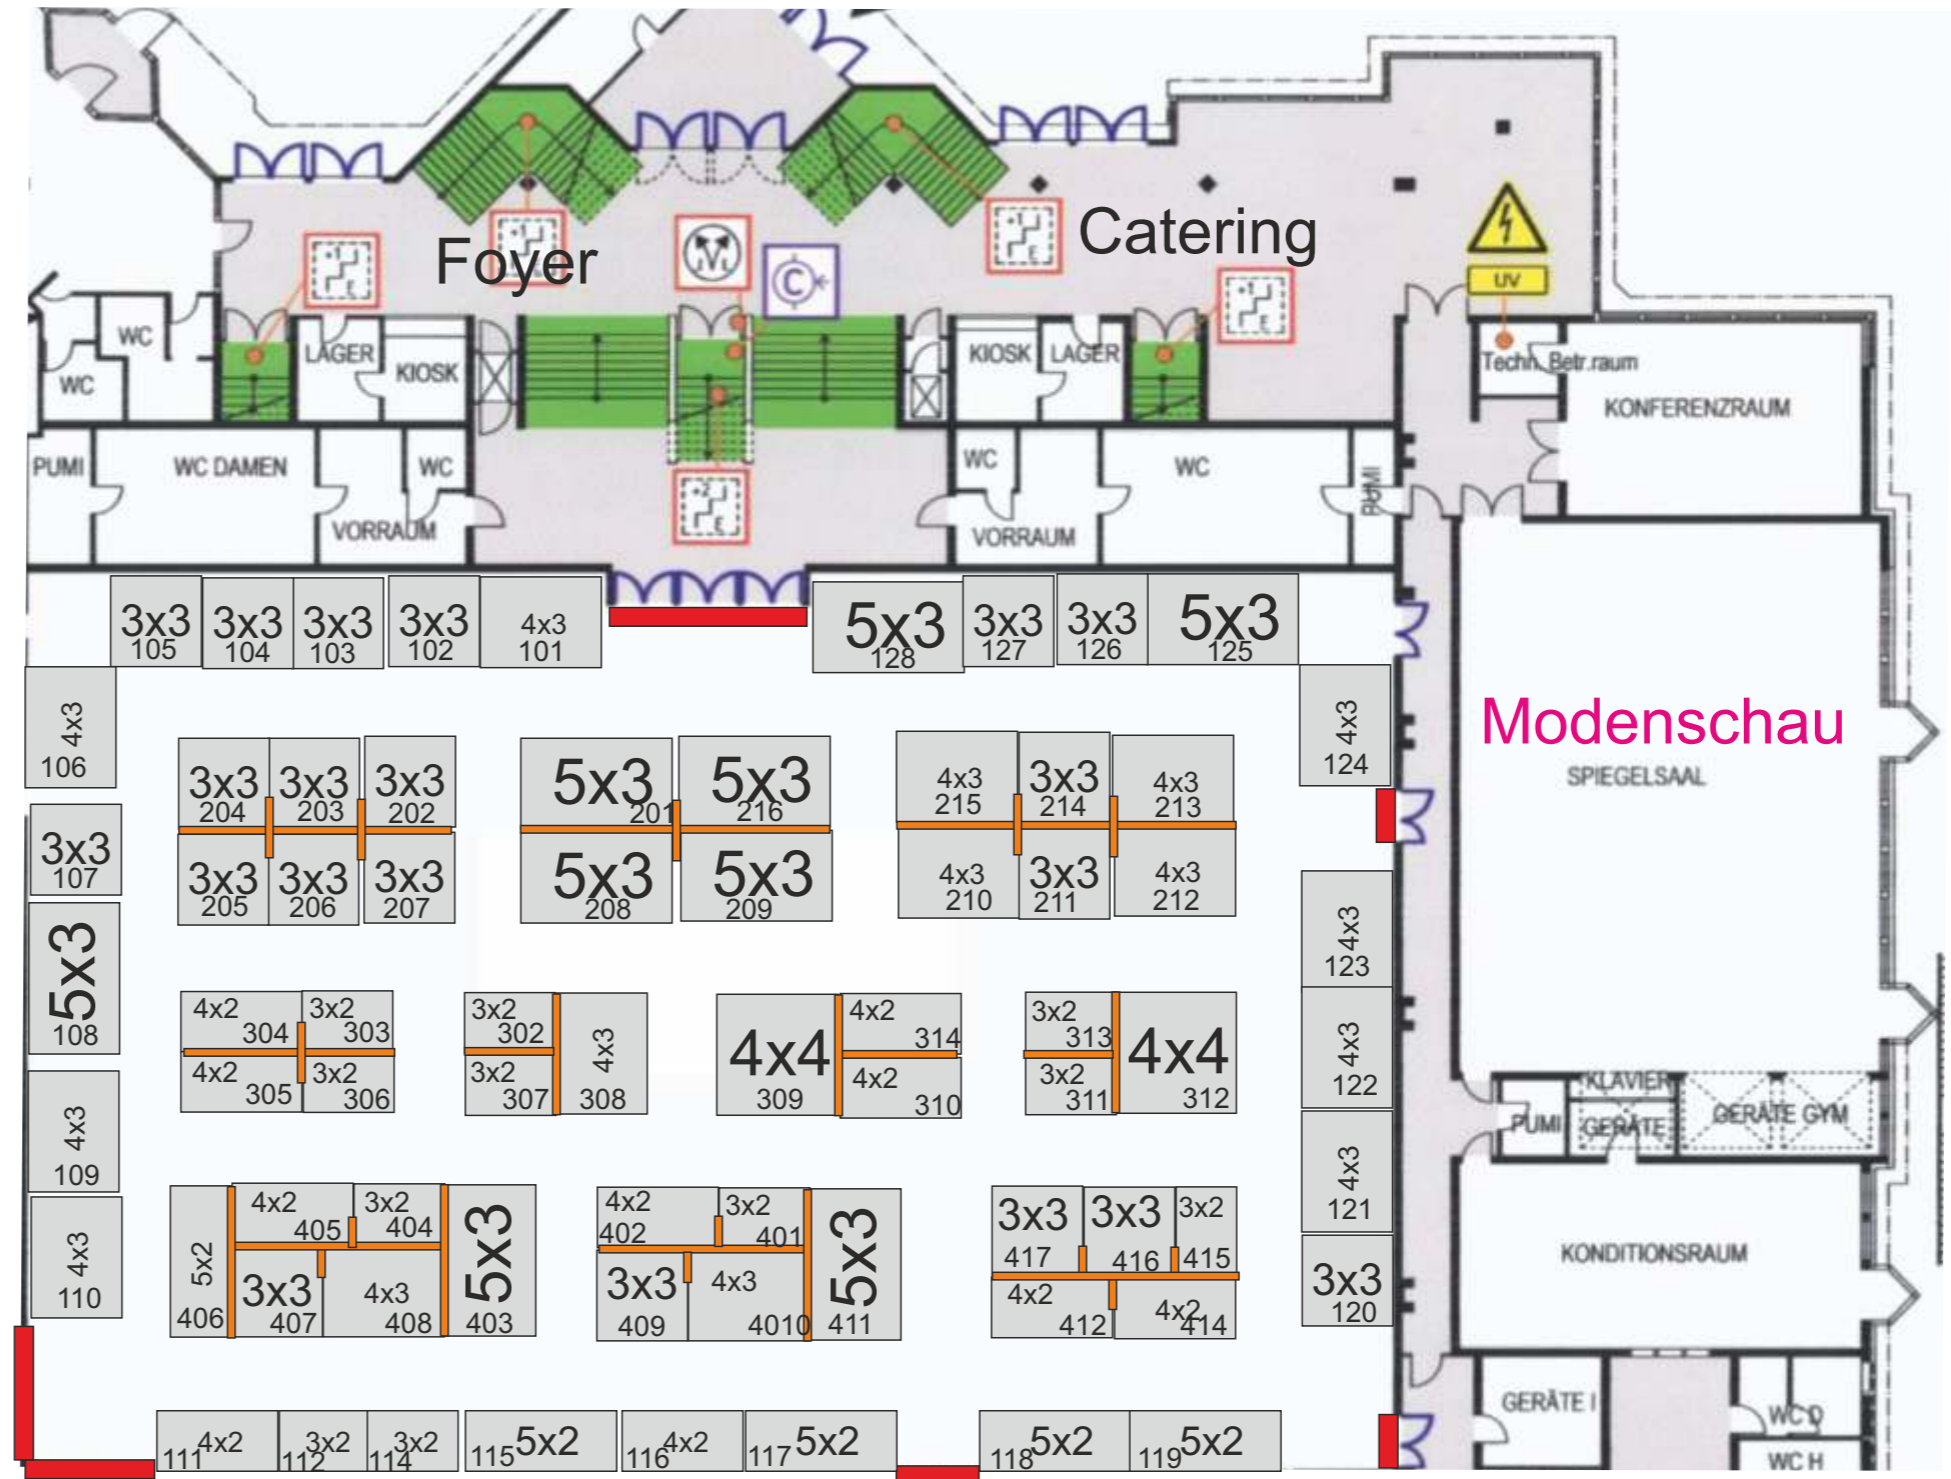 Foyer
Catering
+1
E
+1
E
+1
E
+1
E
C
UV
WC
WC
LAGER
KIOSK
KIOSK
LAGER
Techn. Betr.raum
KONFERENZRAUM
PUMI
WC DAMEN
WC
VORRAUM
+2
E
WC
VORRAUM
WC
PUMI
3x3
105
3x3
104
3x3
103
3x3
102
4x3
101
5x3
128
3x3
127
3x3
126
5x3
125
4x3
106
4x3
124
Modenschau
SPIEGELSAAL
3x3
204
3x3
203
3x3
202
5x3
201
5x3
216
4x3
215
3x3
214
4x3
213
3x3
107
3x3
205
3x3
206
3x3
207
5x3
208
5x3
209
4x3
210
3x3
211
4x3
212
5x3
108
4x3
123
4x2
304
3x2
303
3x2
302
4x3
308
4x4
309
4x2
314
3x2
313
4x4
312
4x2
305
3x2
306
3x2
307
4x2
310
3x2
311
4x3
122
KLAVIER
PUMI
GERÄTE
GERÄTE GYM
4x3
109
4x3
121
4x3
110
5x2
406
4x2
405
3x2
404
5x3
403
4x2
402
3x2
401
5x3
411
3x3
417
3x3
416
3x2
415
3x3
407
4x3
408
3x3
409
4x3
4010
4x2
412
4x2
414
3x3
120
KONDITIONSRAUM
GERÄTE I
WC D
WC H
111 4x2
112 3x2
114 3x2
115 5x2
116 4x2
117 5x2
118 5x2
119 5x2